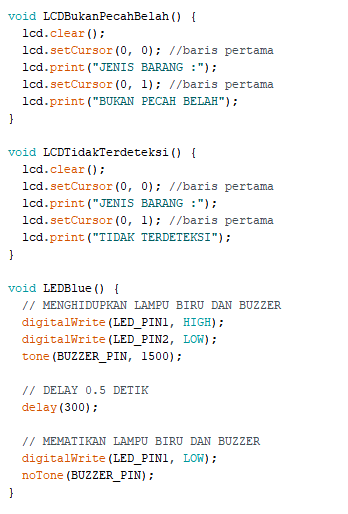 void LCDBukanPecahBelah() {
  lcd.clear();
  lcd.setCursor(0, 0); //baris pertama
  lcd.print("JENIS BARANG :");
  lcd.setCursor(0, 1); //baris pertama
  lcd.print("BUKAN PECAH BELAH");
}

void LCDTidakTerdeteksi() {
  lcd.clear();
  lcd.setCursor(0, 0); //baris pertama
  lcd.print("JENIS BARANG :");
  lcd.setCursor(0, 1); //baris pertama
  lcd.print("TIDAK TERDETEKSI");
}

void LEDBlue() {
  // MENGHIDUPKAN LAMPU BIRU DAN BUZZER
  digitalWrite(LED_PIN1, HIGH);
  digitalWrite(LED_PIN2, LOW);
  tone(BUZZER_PIN, 1500);

  // DELAY 0.5 DETIK
  delay(300);

  // MEMATIKAN LAMPU BIRU DAN BUZZER
  digitalWrite(LED_PIN1, LOW);
  noTone(BUZZER_PIN);
}